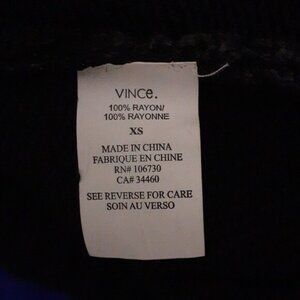 VINCe.
100% RAYON/
100% RAYONNE
XS
MADE IN CHINA
FABRIQUE EN CHINE
RN# 106730
CA# 34460
SEE REVERSE FOR CARE
SOIN AU VERSO